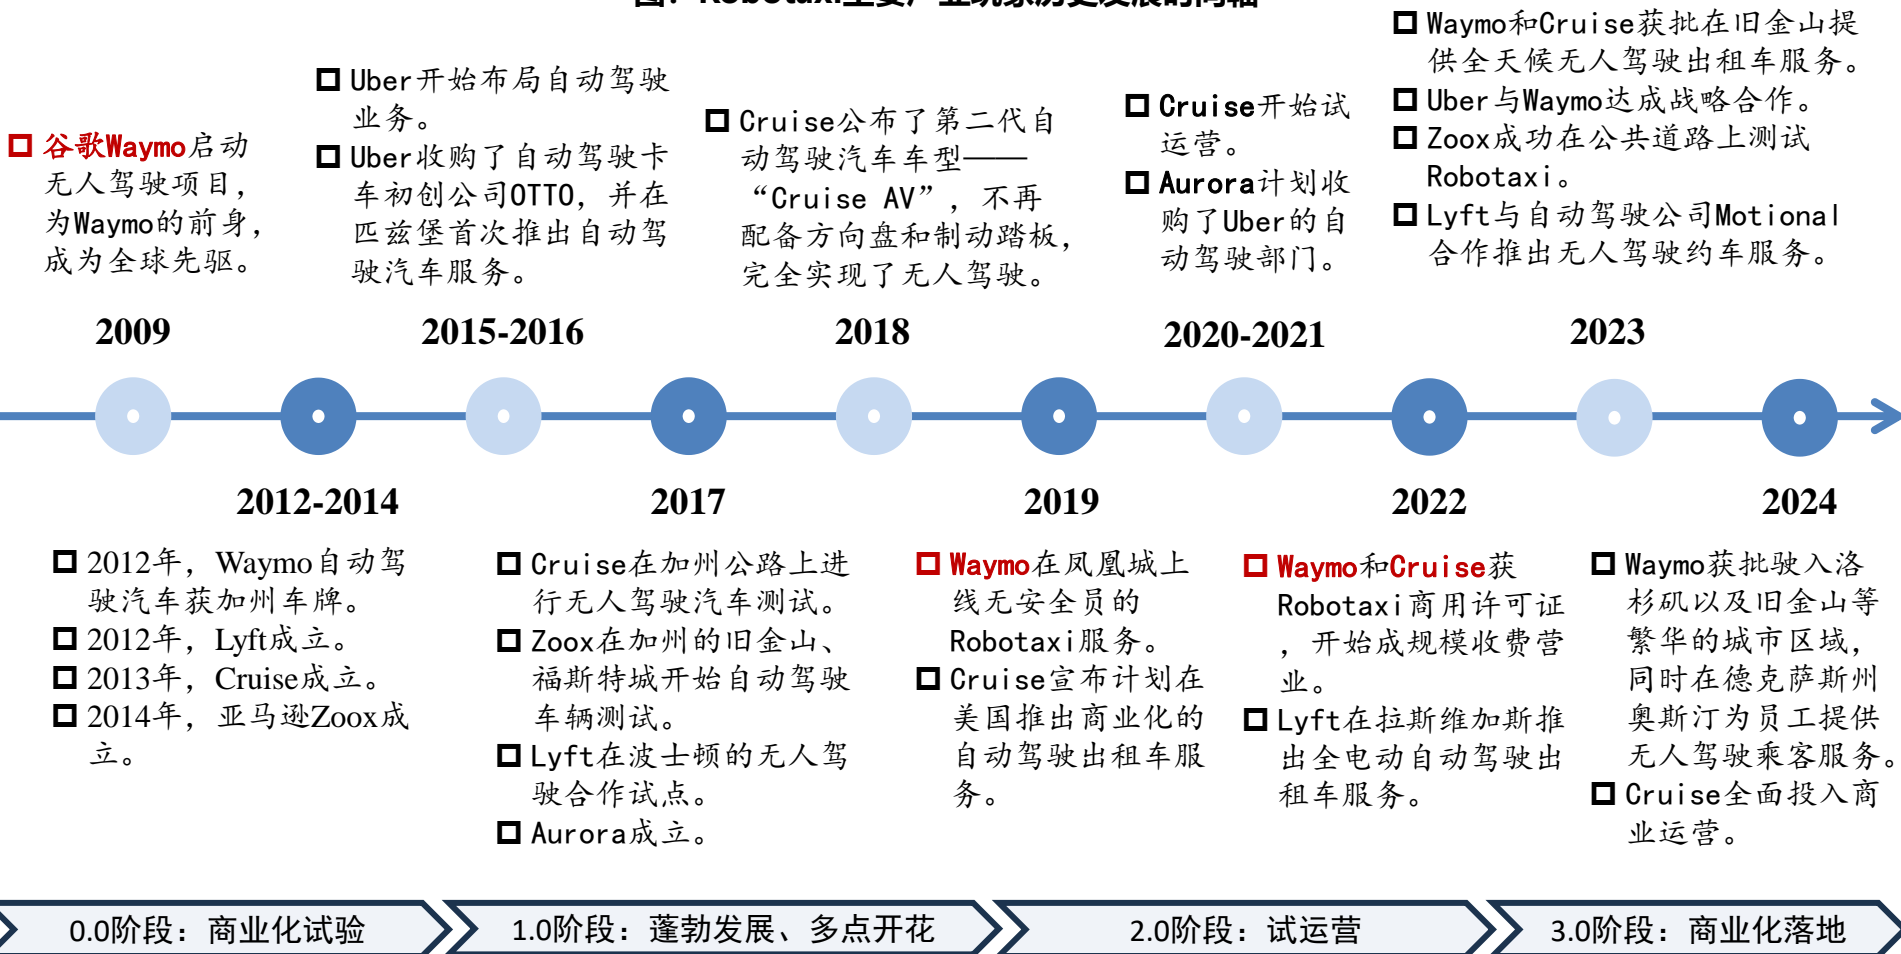 图：Robotaxi主要产业玩家历史发展时间轴
谷歌Waymo启动
无人驾驶项目，
为Waymo的前身，
成为全球先驱。
2009
Uber开始布局自动驾驶
业务。
Uber收购了自动驾驶卡
车初创公司OTTO，并在
匹兹堡首次推出自动驾
驶汽车服务。
2015-2016
Cruise公布了第二代自
动驾驶汽车车型——
“Cruise AV”，不再
配备方向盘和制动踏板，
完全实现了无人驾驶。
2018
Cruise开始试
运营。
Aurora计划收
购了Uber的自
动驾驶部门。
2020-2021
Waymo和Cruise获批在旧金山提
供全天候无人驾驶出租车服务。
Uber与Waymo达成战略合作。
Zoox成功在公共道路上测试
Robotaxi。
Lyft与自动驾驶公司Motional
合作推出无人驾驶约车服务。
2023
2012-2014
2012年，Waymo自动驾
驶汽车获加州车牌。
2012年，Lyft成立。
2013年，Cruise成立。
2014年，亚马逊Zoox成
立。
2017
Cruise在加州公路上进
行无人驾驶汽车测试。
Zoox在加州的旧金山、
福斯特城开始自动驾驶
车辆测试。
Lyft在波士顿的无人驾
驶合作试点。
Aurora成立。
2019
Waymo在凤凰城上
线无安全员的
Robotaxi服务。
Cruise宣布计划在
美国推出商业化的
自动驾驶出租车服
务。
2022
Waymo和Cruise获
Robotaxi商用许可证
，开始成规模收费营
业。
Lyft在拉斯维加斯推
出全电动自动驾驶出
租车服务。
2024
Waymo获批驶入洛
杉矶以及旧金山等
繁华的城市区域，
同时在德克萨斯州
奥斯汀为员工提供
无人驾驶乘客服务。
Cruise全面投入商
业运营。
0.0阶段：商业化试验
1.0阶段：蓬勃发展、多点开花
2.0阶段：试运营
3.0阶段：商业化落地